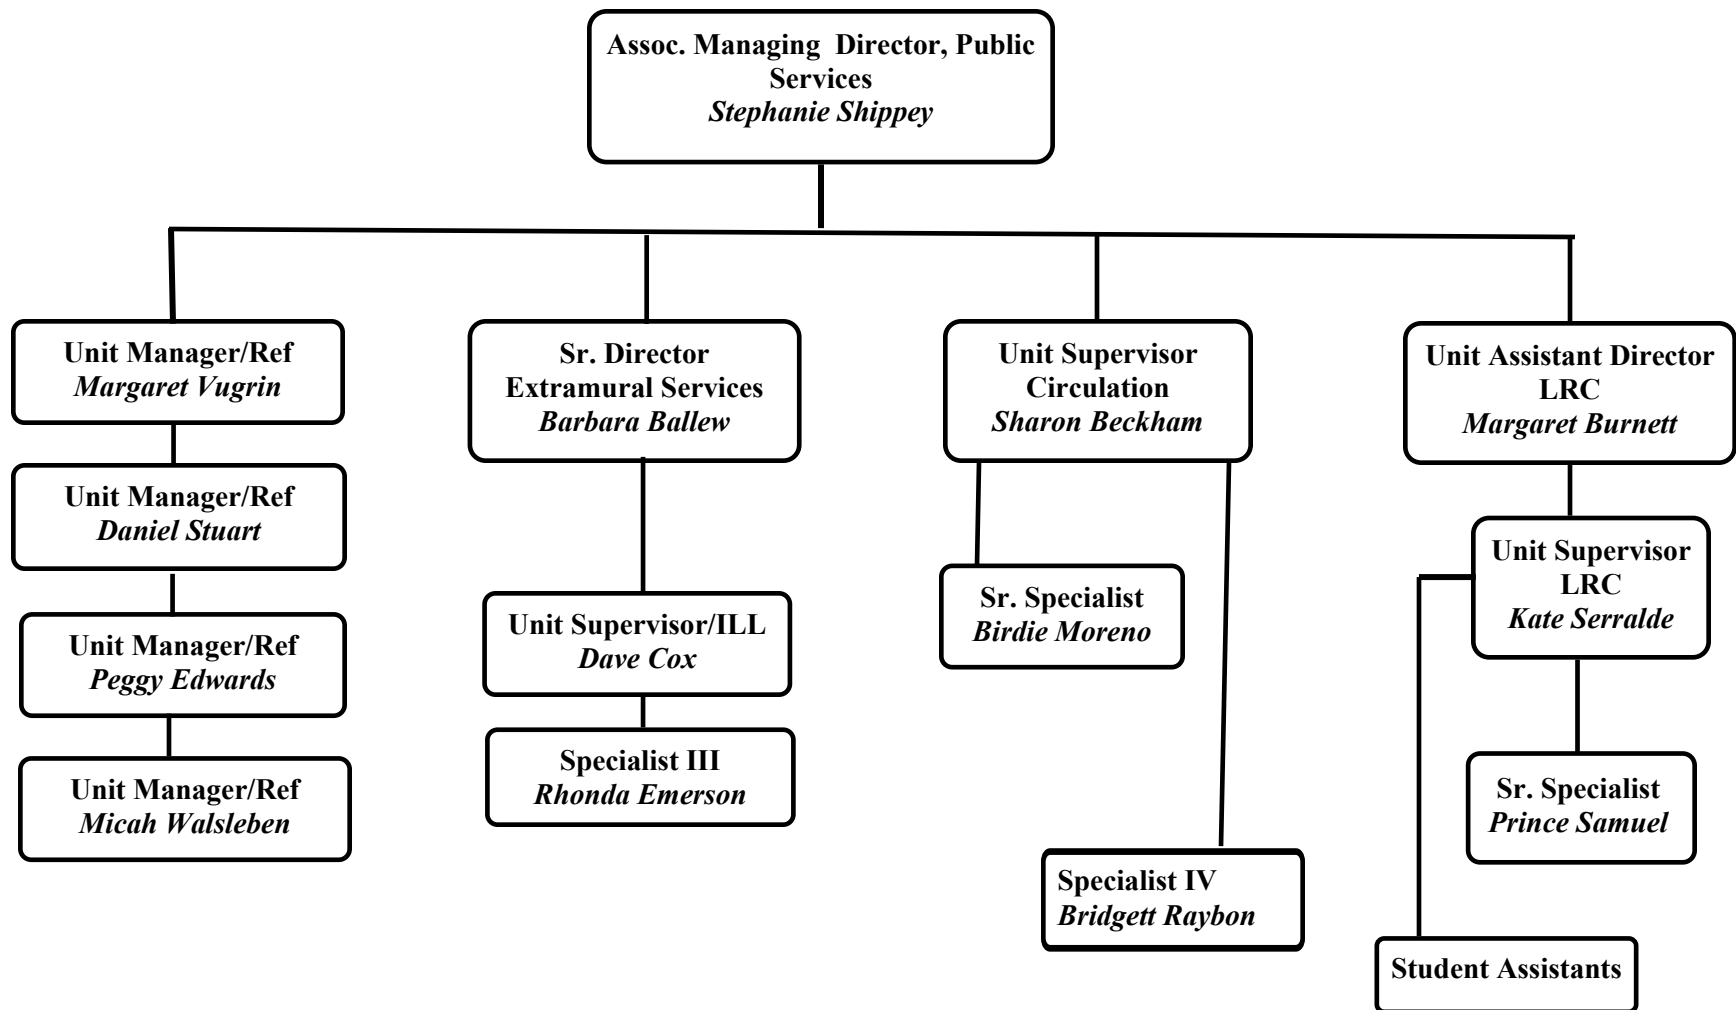 Assoc. Managing Director, Public
Services
Stephanie Shippey
Unit Manager/Ref
Margaret Vugrin
Unit Manager/Ref
Daniel Stuart
Unit Manager/Ref
Peggy Edwards
Unit Manager/Ref
Micah Walsleben
Sr. Director
Extramural Services
Barbara Ballew
Unit Supervisor/ILL
Dave Cox
Specialist III
Rhonda Emerson
Unit Supervisor
Circulation
Sharon Beckham
Sr. Specialist
Birdie Moreno
Specialist IV
Bridgett Raybon
Unit Assistant Director
LRC
Margaret Burnett
Unit Supervisor
LRC
Kate Serralde
Sr. Specialist
Prince Samuel
Student Assistants